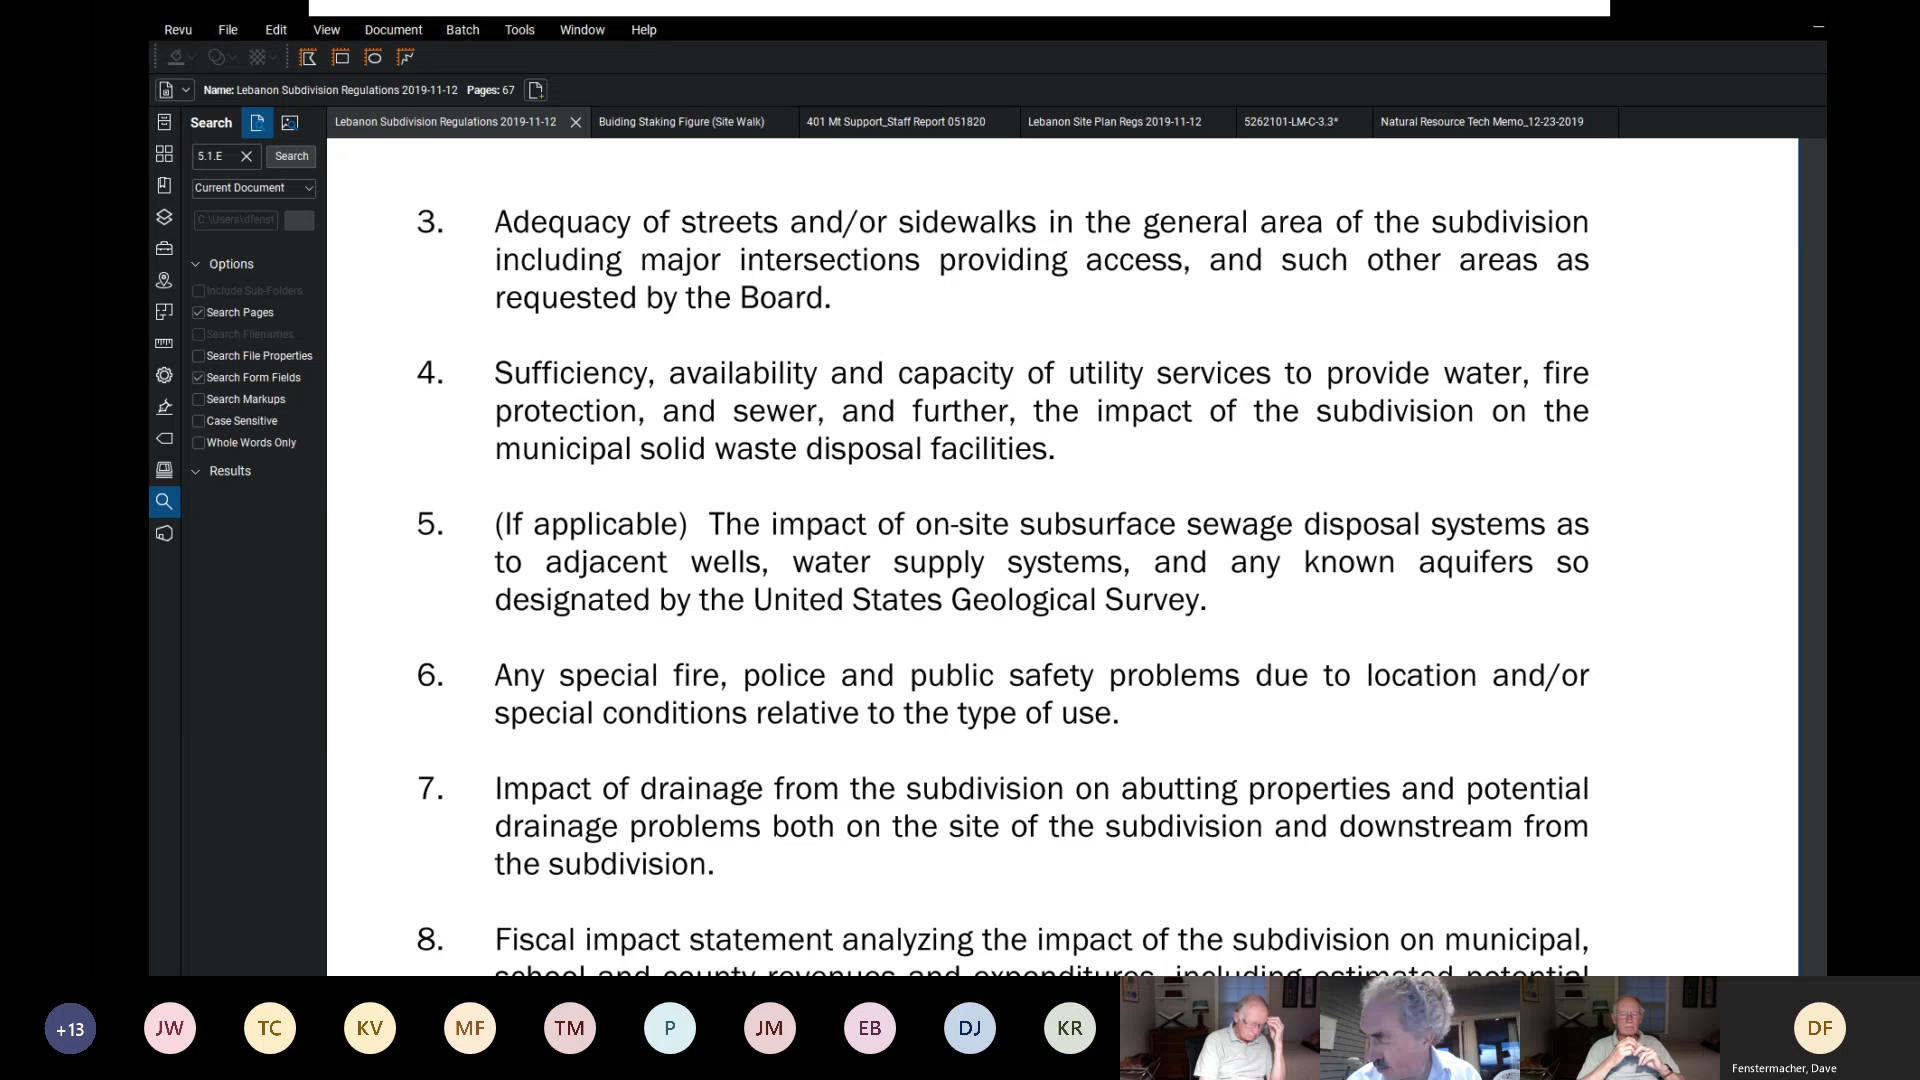 Revu File Edit View Document Batch Tools Window Help
Name: Lebanon Subdivision Regulations 2019-11-12 Pages: 67
Search
Lebanon Subdivision Regulations 2019-11-12
Buiding Staking Figure (Site Walk)
401 Mt Support_Staff Report 051820
Lebanon Site Plan Regs 2019-11-12
5262101-LM-C-3.3*
Natural Resource Tech Memo_12-23-2019
5.1.E
Search
Current Document
Options
Include Sub-Folders
Search Pages
Search Filenames
Search File Properties
Search Form Fields
Search Markups
Case Sensitive
Whole Words Only
Results
3. Adequacy of streets and/or sidewalks in the general area of the subdivision
including major intersections providing access, and such other areas as
requested by the Board.
4. Sufficiency, availability and capacity of utility services to provide water, fire
protection, and sewer, and further, the impact of the subdivision on the
municipal solid waste disposal facilities.
5. (If applicable) The impact of on-site subsurface sewage disposal systems as
to adjacent wells, water supply systems, and any known aquifers so
designated by the United States Geological Survey.
6. Any special fire, police and public safety problems due to location and/or
special conditions relative to the type of use.
7. Impact of drainage from the subdivision on abutting properties and potential
drainage problems both on the site of the subdivision and downstream from
the subdivision.
8. Fiscal impact statement analyzing the impact of the subdivision on municipal,
school and county revenues and expenditures, including estimated potential
+13 JW TC KV MF TM P JM EB DJ KR DF
Fenstermacher, Dave